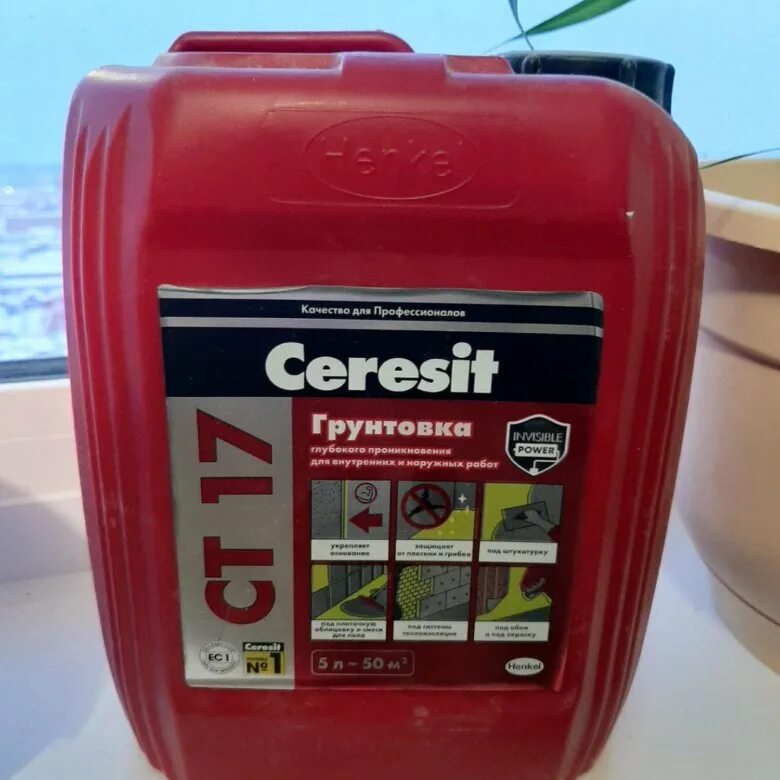 Henkel
Качество для Профессионалов
Ceresit
CT 17
Грунтовка
глубокого проникновения
для внутренних и наружных работ
INVISIBLE
POWER
укрепляет
основание
защищает
от плесени и грибка
под штукатурку
под плиточную
облицовку и смеси
для пола
под системы
теплоизоляции
под обои
и под окраску
EC1
Ceresit
№1
5 л – 50 м²
Henkel